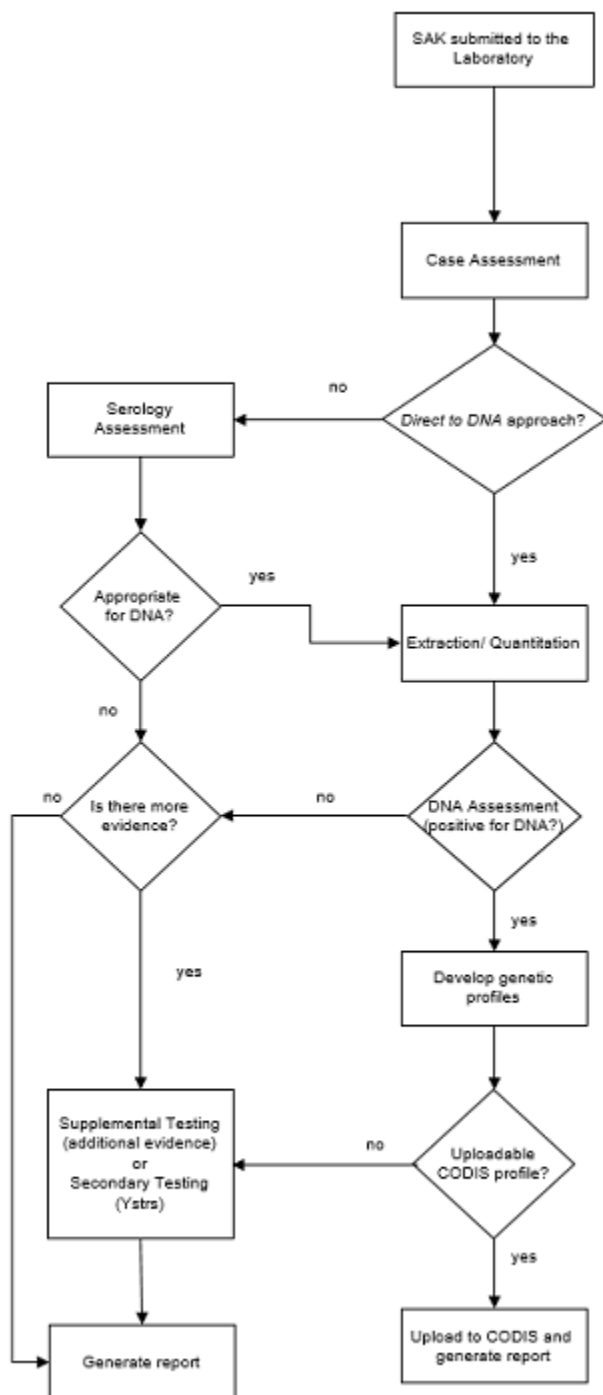 SAK submitted to the
Laboratory
Case Assessment
no
Serology
Assessment
Direct to DNA approach?
yes
Appropriate
for DNA?
yes
Extraction/ Quantitation
no
no
Is there more
evidence?
no
DNA Assessment
(positive for DNA?)
yes
yes
Develop genetic
profiles
Supplemental Testing
(additional evidence)
or
Secondary Testing
(Ystrs)
no
Uploadable
CODIS profile?
yes
Generate report
Upload to CODIS and
generate report